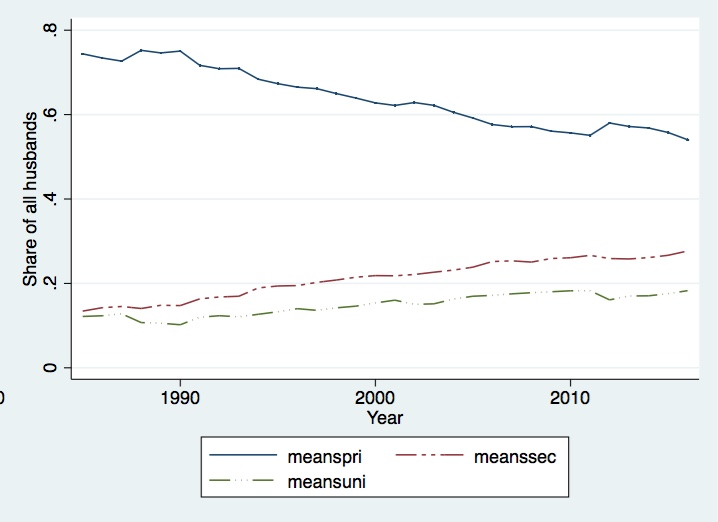 Share of all husbands
.8
.6
.4
.2
0
0
1990 2000 2010
Year
meanspri meanssec
meansuni